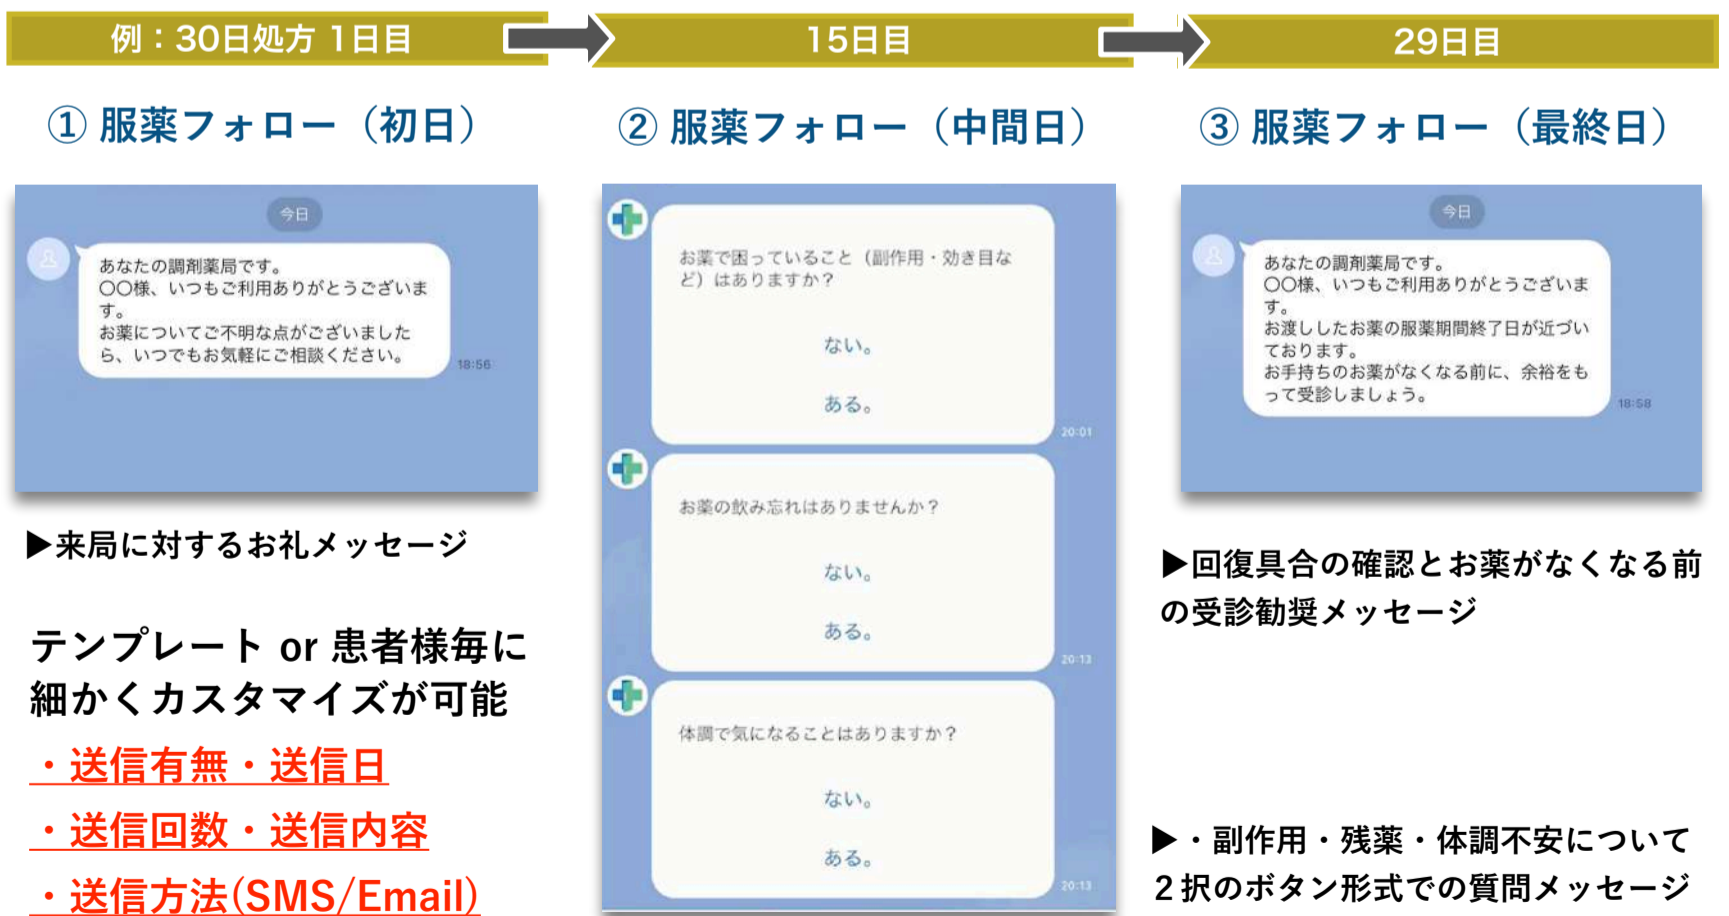 例：30日処方 1日目
15日目
29日目
① 服薬フォロー（初日）
② 服薬フォロー（中間日）
③ 服薬フォロー（最終日）
今日
あなたの調剤薬局です。
〇〇様、いつもご利用ありがとうございま
す。
お薬についてご不明な点がございました
ら、いつでもお気軽にご相談ください。
18:56
▶来局に対するお礼メッセージ
テンプレート or 患者様毎に
細かくカスタマイズが可能
・送信有無・送信日
・送信回数・送信内容
・送信方法(SMS/Email)
お薬で困っていること（副作用・効き目な
ど）はありますか？
ない。
ある。
20:01
お薬の飲み忘れはありませんか？
ない。
ある。
20:13
体調で気になることはありますか？
ない。
ある。
20:13
今日
あなたの調剤薬局です。
〇〇様、いつもご利用ありがとうございま
す。
お渡ししたお薬の服薬期間終了日が近づい
ております。
お手持ちのお薬がなくなる前に、余裕をも
って受診しましょう。
18:58
▶回復具合の確認とお薬がなくなる前
の受診勧奨メッセージ
▶・副作用・残薬・体調不安について
２択のボタン形式での質問メッセージ